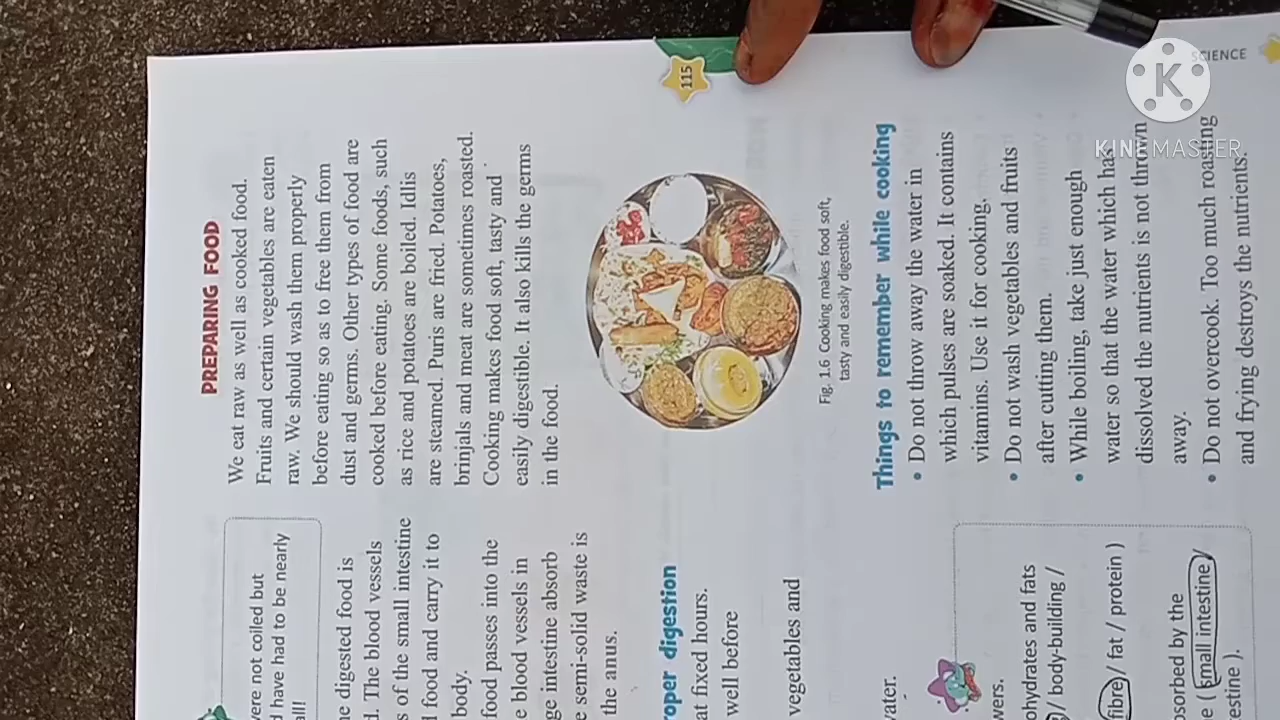 were not coiled but
d have had to be nearly
all!
he digested food is
d. The blood vessels
s of the small intestine
d food and carry it to
body.
food passes into the
e blood vessels in
ge intestine absorb
e semi-solid waste is
the anus.
roper digestion
at fixed hours.
well before
vegetables and
vater.
wers.
ohydrates and fats
/ body-building /
fibre / fat / protein )
osorbed by the
e ( small intestine /
estine ).
PREPARING FOOD
We eat raw as well as cooked food.
Fruits and certain vegetables are eaten
raw. We should wash them properly
before eating so as to free them from
dust and germs. Other types of food are
cooked before eating. Some foods, such
as rice and potatoes are boiled. Idlis
are steamed. Puris are fried. Potatoes,
brinjals and meat are sometimes roasted.
Cooking makes food soft, tasty and
easily digestible. It also kills the germs
in the food.
Fig. 1.6 Cooking makes food soft,
tasty and easily digestible.
Things to remember while cooking
• Do not throw away the water in
which pulses are soaked. It contains
vitamins. Use it for cooking.
• Do not wash vegetables and fruits
after cutting them.
• While boiling, take just enough
water so that the water which has
dissolved the nutrients is not thrown
away.
• Do not overcook. Too much roasting
and frying destroys the nutrients.
115
SCIENCE
K
KINEMASTER